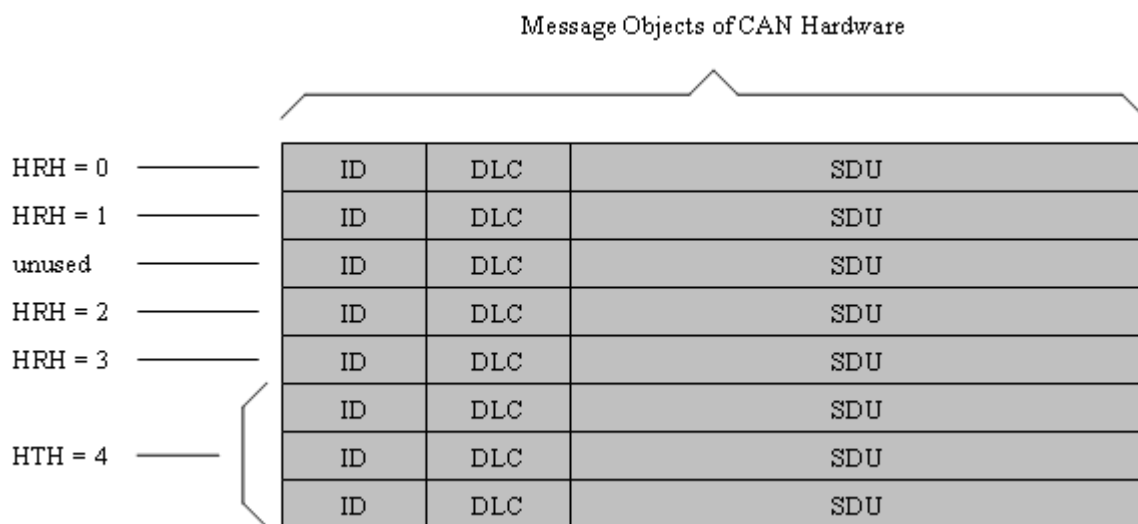 Message Objects of CAN Hardware
HRH = 0 ID DLC SDU
HRH = 1 ID DLC SDU
unused ID DLC SDU
HRH = 2 ID DLC SDU
HRH = 3 ID DLC SDU
ID DLC SDU
HTH = 4 ID DLC SDU
ID DLC SDU